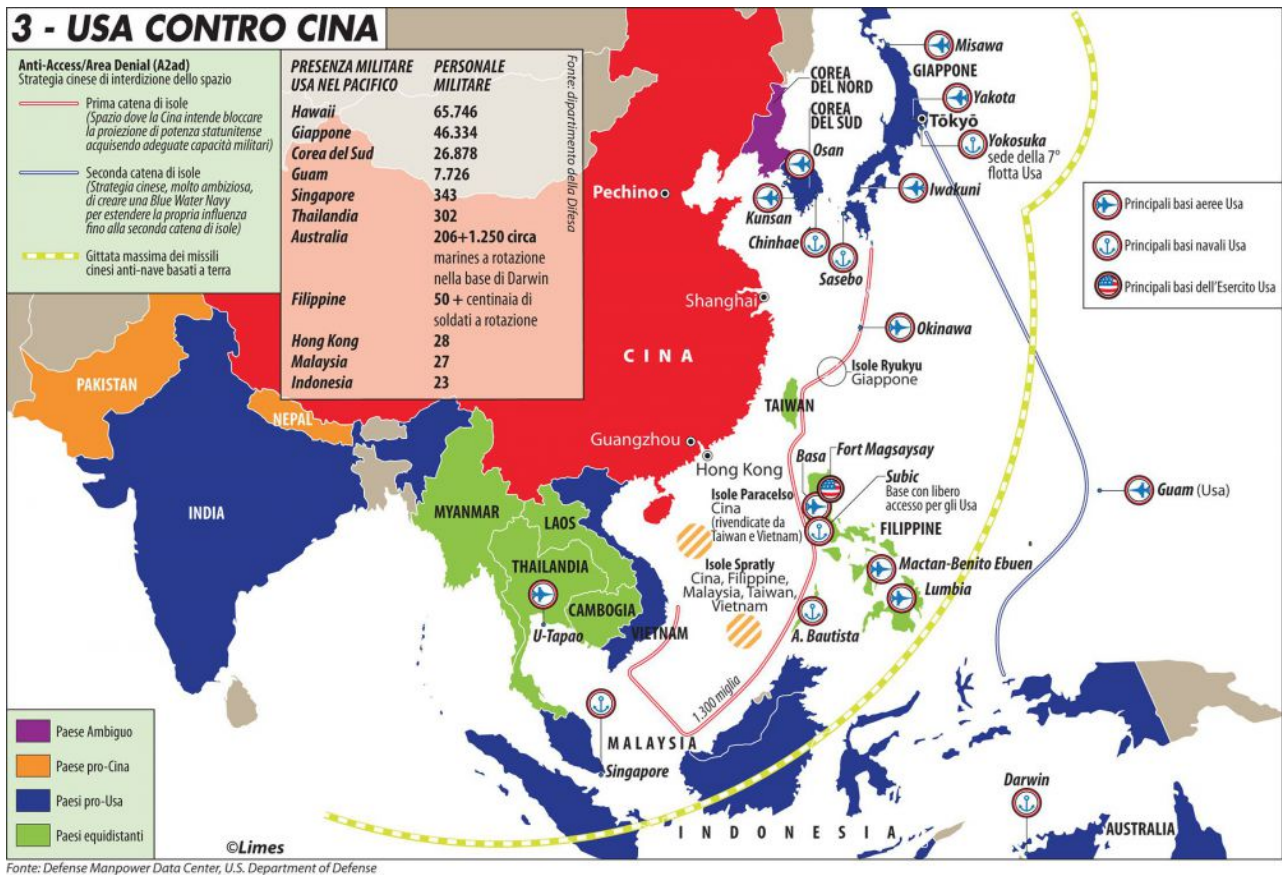 3 - USA CONTRO CINA
Anti-Access/Area Denial (A2ad)
Strategia cinese di interdizione dello spazio
Prima catena di isole
(Spazio dove la Cina intende bloccare
la proiezione di potenza statunitense
acquisendo adeguate capacità militari)
Seconda catena di isole
(Strategia cinese, molto ambiziosa,
di creare una Blue Water Navy
per estendere la propria influenza
fino alla seconda catena di isole)
Gittata massima dei missili
cinesi anti-nave basati a terra
PRESENZA MILITARE PERSONALE
USA NEL PACIFICO MILITARE
Hawaii 65.746
Giappone 46.334
Corea del Sud 26.878
Guam 7.726
Singapore 343
Thailandia 302
Australia 206+1.250 circa
marines a rotazione
nella base di Darwin
Filippine 50 + centinaia di
soldati a rotazione
Hong Kong 28
Malaysia 27
Indonesia 23
Fonte: dipartimento della Difesa
COREA
DEL NORD
COREA
DEL SUD
Osan
Kunsan
Chinhae
Sasebo
Misawa
GIAPPONE
Yakota
Tōkyō
Yokosuka
sede della 7°
flotta Usa
Iwakuni
Okinawa
Isole Ryukyu
Giappone
Principali basi aeree Usa
Principali basi navali Usa
Principali basi dell'Esercito Usa
Pechino
Shanghai
CINA
Guangzhou
Hong Kong
TAIWAN
PAKISTAN
NEPAL
INDIA
MYANMAR
LAOS
THAILANDIA
CAMBOGIA
U-Tapao
VIETNAM
Isole Paracelso
Cina
(rivendicate da
Taiwan e Vietnam)
Isole Spratly
Cina, Filippine,
Malaysia, Taiwan,
Vietnam
Basa
Fort Magsaysay
Subic
Base con libero
accesso per gli Usa
FILIPPINE
Mactan-Benito Ebuen
Lumbia
A. Bautista
Guam (Usa)
1.300 miglia
MALAYSIA
Singapore
INDONESIA
Darwin
AUSTRALIA
Paese Ambiguo
Paese pro-Cina
Paesi pro-Usa
Paesi equidistanti
©Limes
Fonte: Defense Manpower Data Center, U.S. Department of Defense